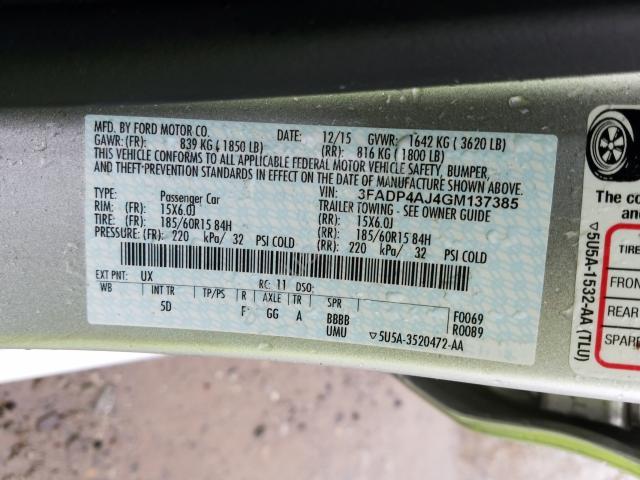 MFD. BY FORD MOTOR CO. DATE: 12/15 GVWR: 1642 KG ( 3620 LB)
GAWR: (FR): 839 KG ( 1850 LB) (RR): 816 KG ( 1800 LB)
THIS VEHICLE CONFORMS TO ALL APPLICABLE FEDERAL MOTOR VEHICLE SAFETY, BUMPER,
AND THEFT-PREVENTION STANDARDS IN EFFECT ON THE DATE OF MANUFACTURE SHOWN ABOVE.
VIN: 3FADP4AJ4GM137385
TYPE: Passenger Car TRAILER TOWING - SEE OWNER GUIDE
RIM: (FR): 15X6.0J (RR): 15X6.0J
TIRE: (FR): 185/60R15 84H (RR): 185/60R15 84H
PRESSURE: (FR): 220 kPa/ 32 PSI COLD (RR): 220 kPa/ 32 PSI COLD
EXT PNT: UX RC: 11 DSO:
WB INT TR TP/PS R AXLE TR SPR
5D F GG A BBBB F0069
UMU R0089
▽5U5A-3520472-AA
The co
and
TIRE
FRO
REAR
SPARE
▽5U5A-1532-AA (TLU)